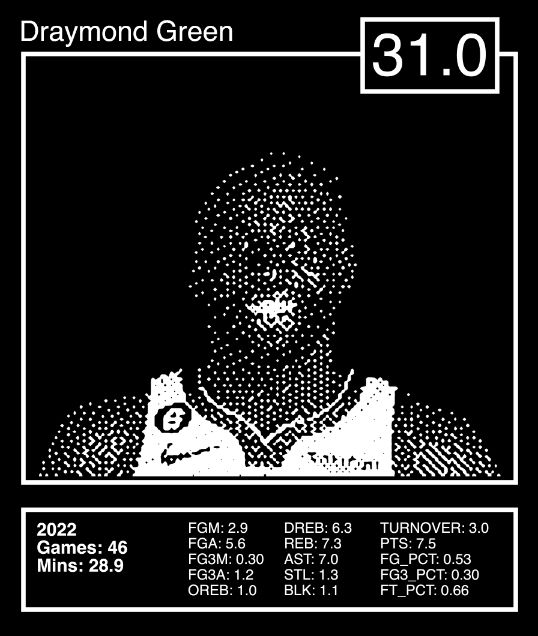 Draymond Green
31.0
2022
Games: 46
Mins: 28.9
FGM: 2.9
FGA: 5.6
FG3M: 0.30
FG3A: 1.2
OREB: 1.0
DREB: 6.3
REB: 7.3
AST: 7.0
STL: 1.3
BLK: 1.1
TURNOVER: 3.0
PTS: 7.5
FG_PCT: 0.53
FG3_PCT: 0.30
FT_PCT: 0.66